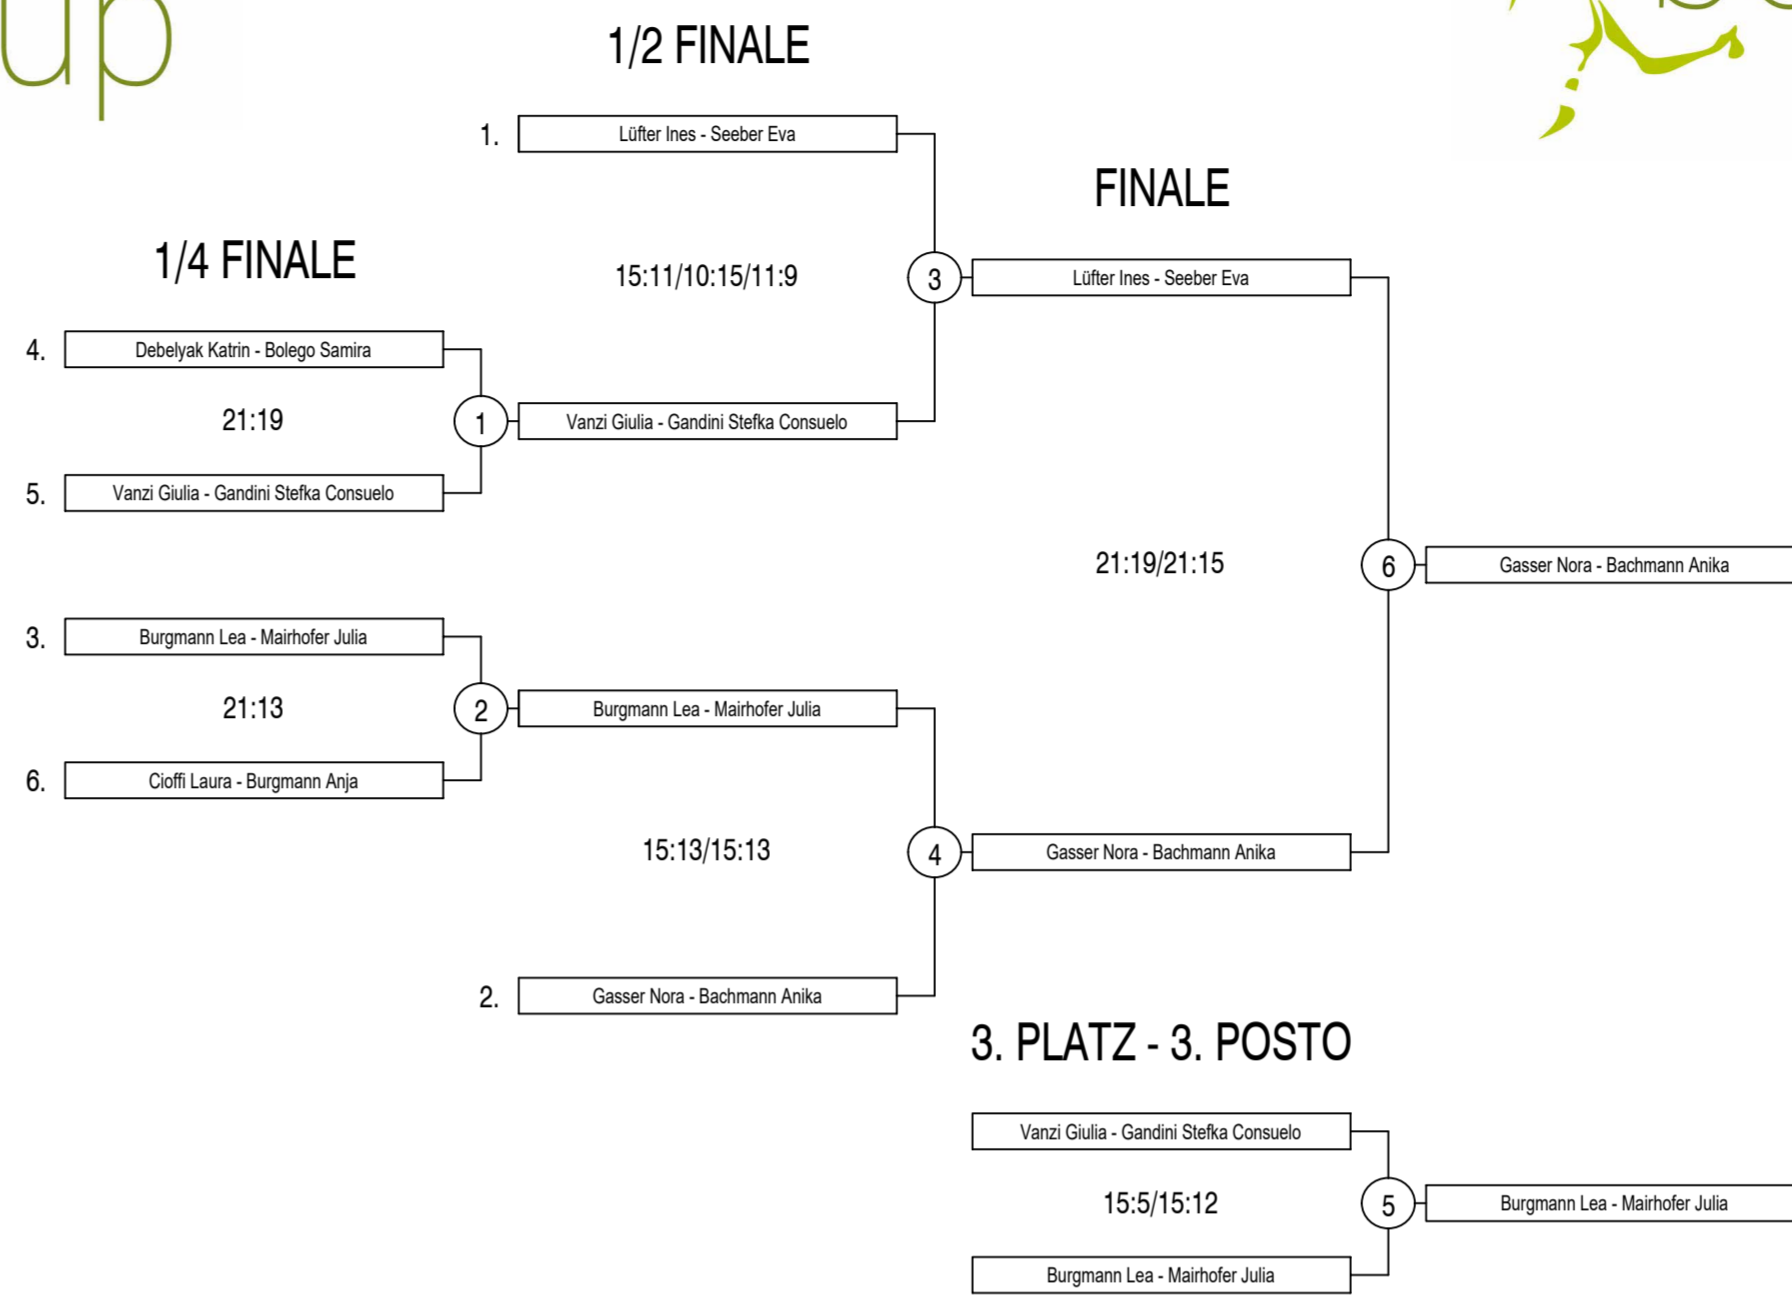 up
1/2 FINALE
1. Lüfter Ines - Seeber Eva
FINALE
1/4 FINALE
15:11/10:15/11:9
3
Lüfter Ines - Seeber Eva
4. Debelyak Katrin - Bolego Samira
21:19
1
Vanzi Giulia - Gandini Stefka Consuelo
5. Vanzi Giulia - Gandini Stefka Consuelo
21:19/21:15
6
Gasser Nora - Bachmann Anika
3. Burgmann Lea - Mairhofer Julia
21:13
2
Burgmann Lea - Mairhofer Julia
6. Cioffi Laura - Burgmann Anja
15:13/15:13
4
Gasser Nora - Bachmann Anika
2. Gasser Nora - Bachmann Anika
3. PLATZ - 3. POSTO
Vanzi Giulia - Gandini Stefka Consuelo
15:5/15:12
5
Burgmann Lea - Mairhofer Julia
Burgmann Lea - Mairhofer Julia